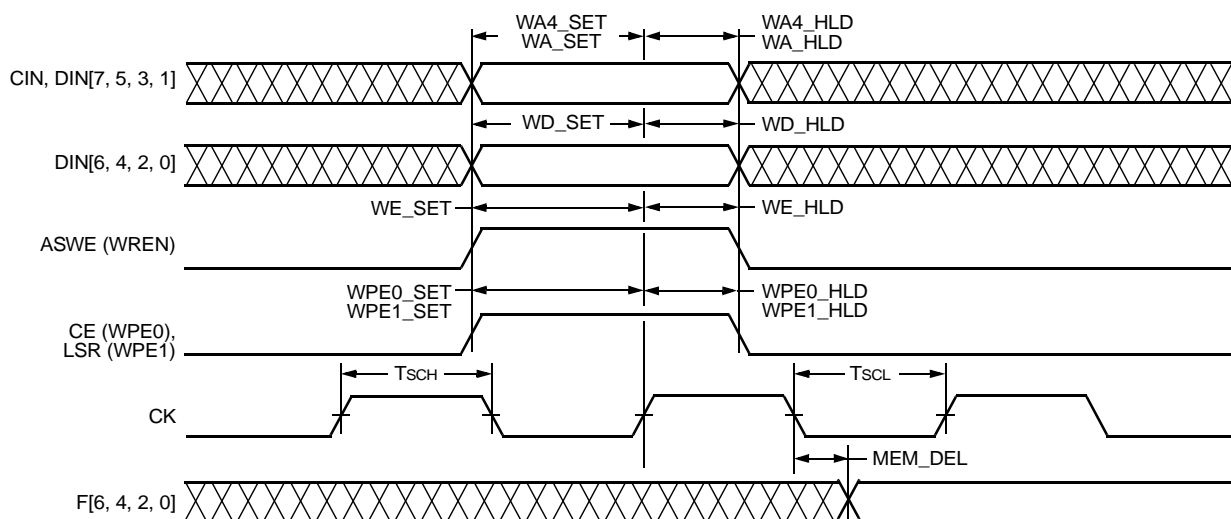 WA4_SET
WA_SET
WA4_HLD
WA_HLD
CIN, DIN[7, 5, 3, 1]
WD_SET
WD_HLD
DIN[6, 4, 2, 0]
WE_SET
WE_HLD
ASWE (WREN)
WPE0_SET
WPE1_SET
WPE0_HLD
WPE1_HLD
CE (WPE0),
LSR (WPE1)
TSCH
TSCL
CK
MEM_DEL
F[6, 4, 2, 0]